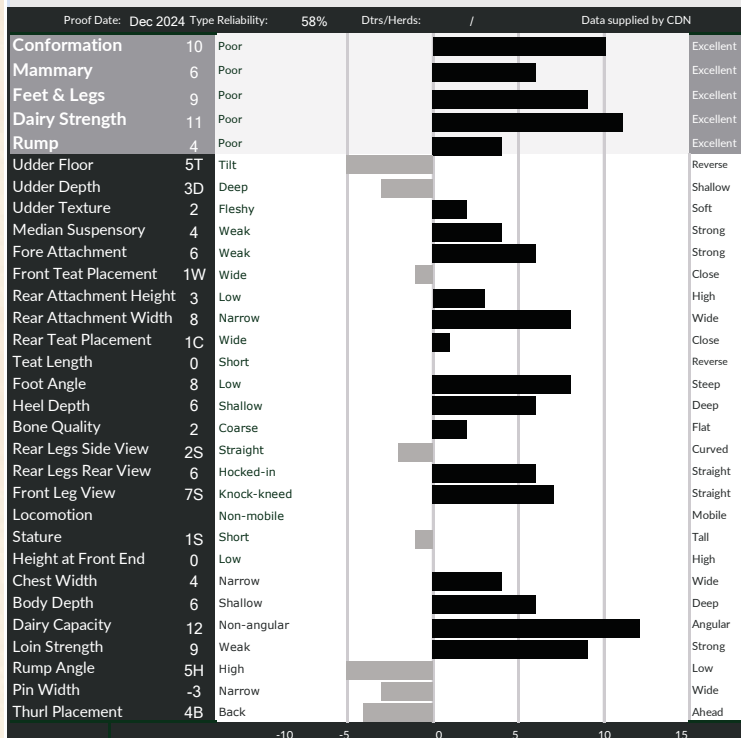 Proof Date: Dec 2024 Type Reliability: 58% Dtrs/Herds: / Data supplied by CDN
Conformation 10 Poor Excellent
Mammary 6 Poor Excellent
Feet & Legs 9 Poor Excellent
Dairy Strength 11 Poor Excellent
Rump 4 Poor Excellent
Udder Floor 5T Tilt Reverse
Udder Depth 3D Deep Shallow
Udder Texture 2 Fleshy Soft
Median Suspensory 4 Weak Strong
Fore Attachment 6 Weak Strong
Front Teat Placement 1W Wide Close
Rear Attachment Height 3 Low High
Rear Attachment Width 8 Narrow Wide
Rear Teat Placement 1C Wide Close
Teat Length 0 Short Reverse
Foot Angle 8 Low Steep
Heel Depth 6 Shallow Deep
Bone Quality 2 Coarse Flat
Rear Legs Side View 2S Straight Curved
Rear Legs Rear View 6 Hocked-in Straight
Front Leg View 7S Knock-kneed Straight
Locomotion Non-mobile Mobile
Stature 1S Short Tall
Height at Front End 0 Low High
Chest Width 4 Narrow Wide
Body Depth 6 Shallow Deep
Dairy Capacity 12 Non-angular Angular
Loin Strength 9 Weak Strong
Rump Angle 5H High Low
Pin Width -3 Narrow Wide
Thurl Placement 4B Back Ahead
-10 -5 0 5 10 15